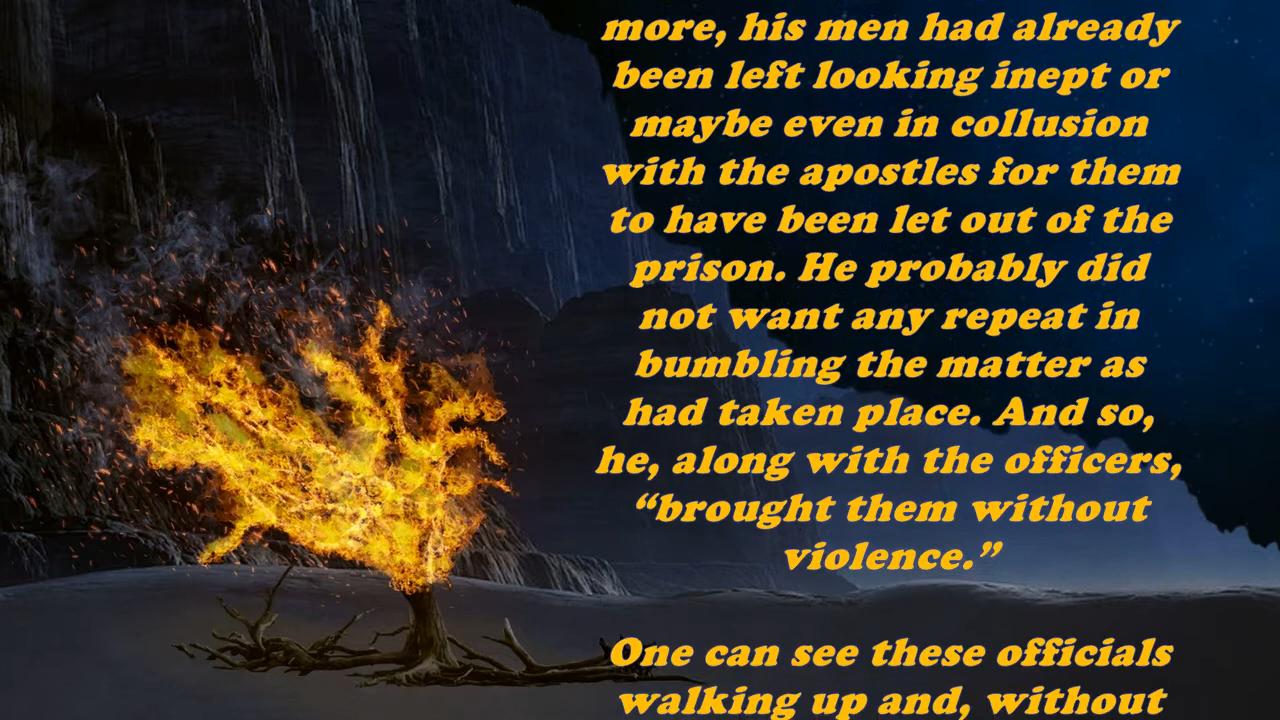 more, his men had already
been left looking inept or
maybe even in collusion
with the apostles for them
to have been let out of the
prison. He probably did
not want any repeat in
bumbling the matter as
had taken place. And so,
he, along with the officers,
“brought them without
violence.”
One can see these officials
walking up and, without